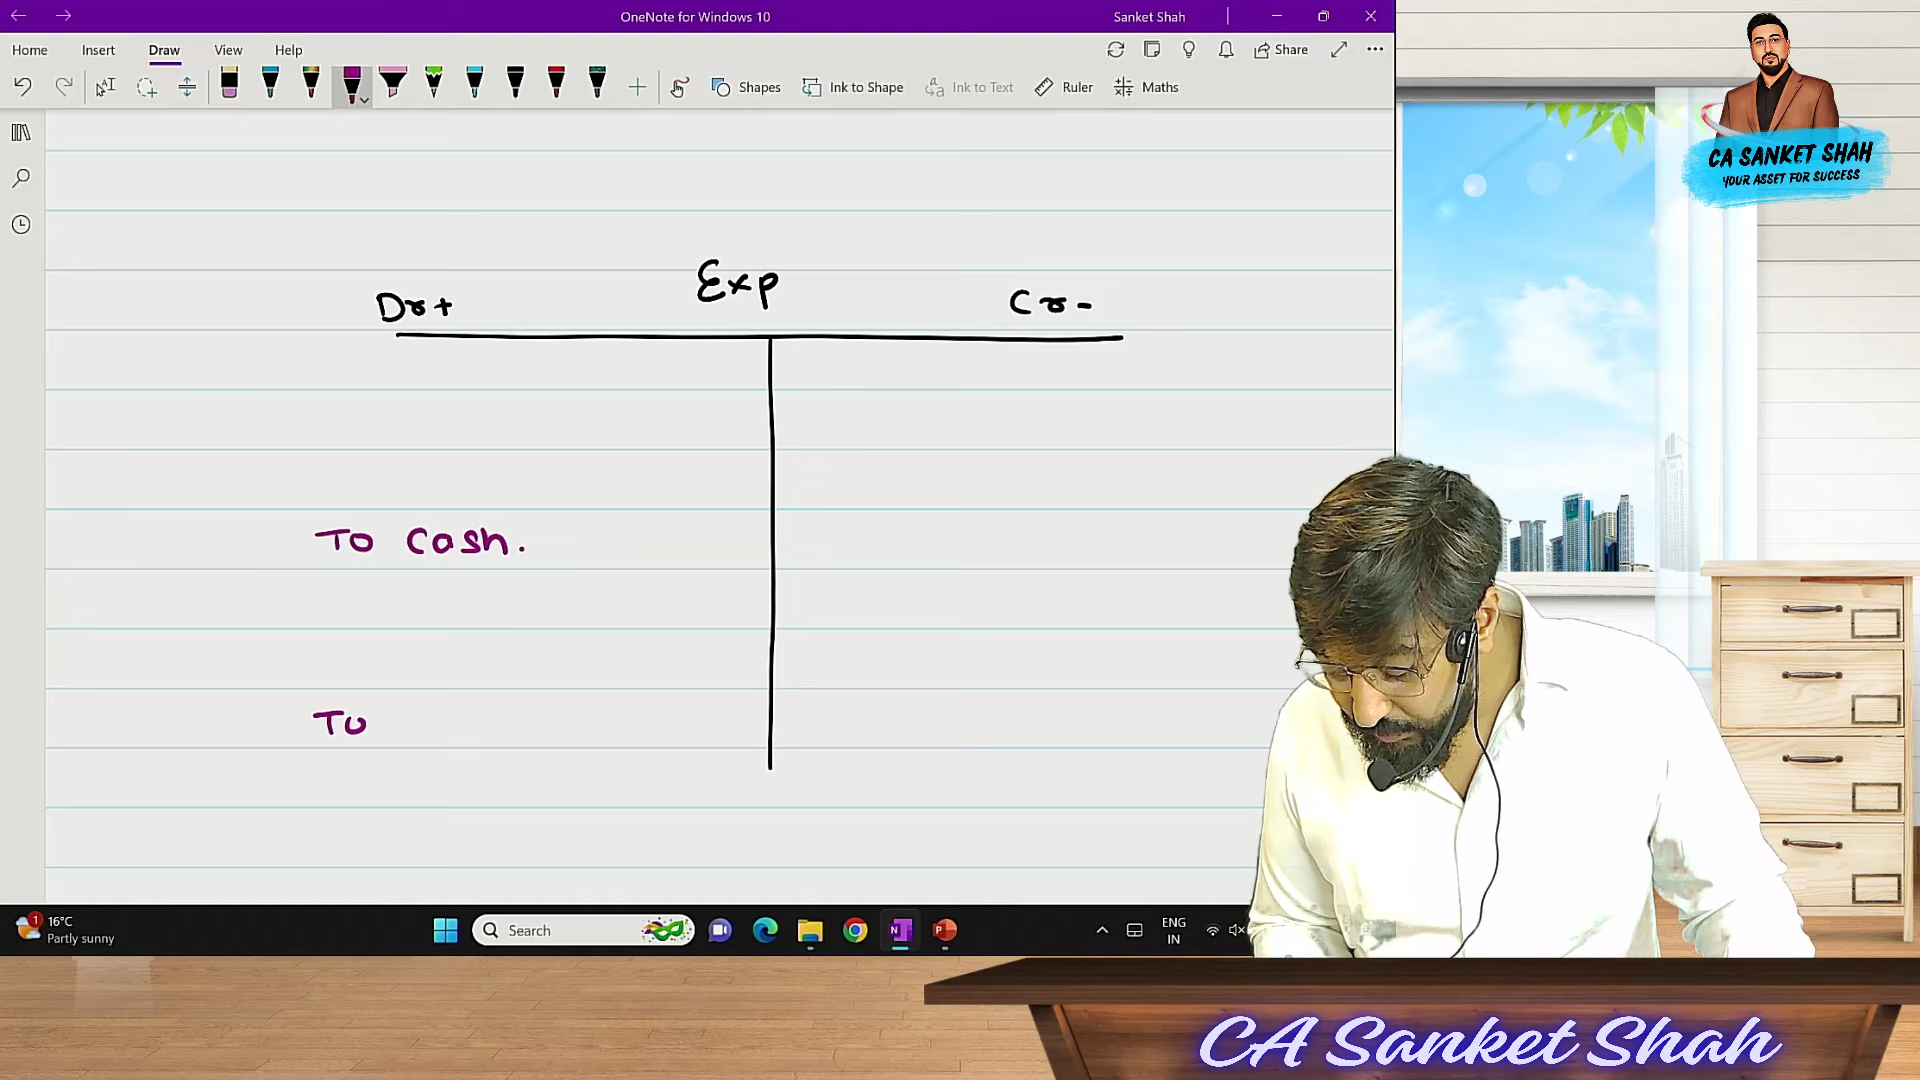 OneNote for Windows 10
Sanket Shah
Home Insert Draw View Help
Share
Shapes Ink to Shape Ink to Text Ruler Maths
CA SANKET SHAH
YOUR ASSET FOR SUCCESS
Exp
Dr+ Cr-
To Cash.
To
1 16°C
Partly sunny
Search
ENG
IN
CA Sanket Shah